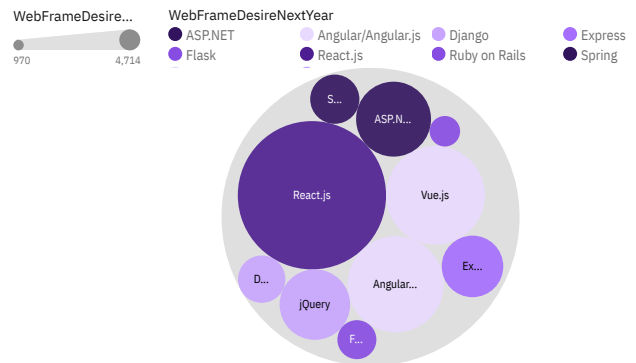 WebFrameDesire...
970
4,714
WebFrameDesireNextYear
ASP.NET
Angular/Angular.js
Django
Express
Flask
React.js
Ruby on Rails
Spring
S...
ASP.N...
React.js
Vue.js
Ex...
D...
Angular...
jQuery
F...